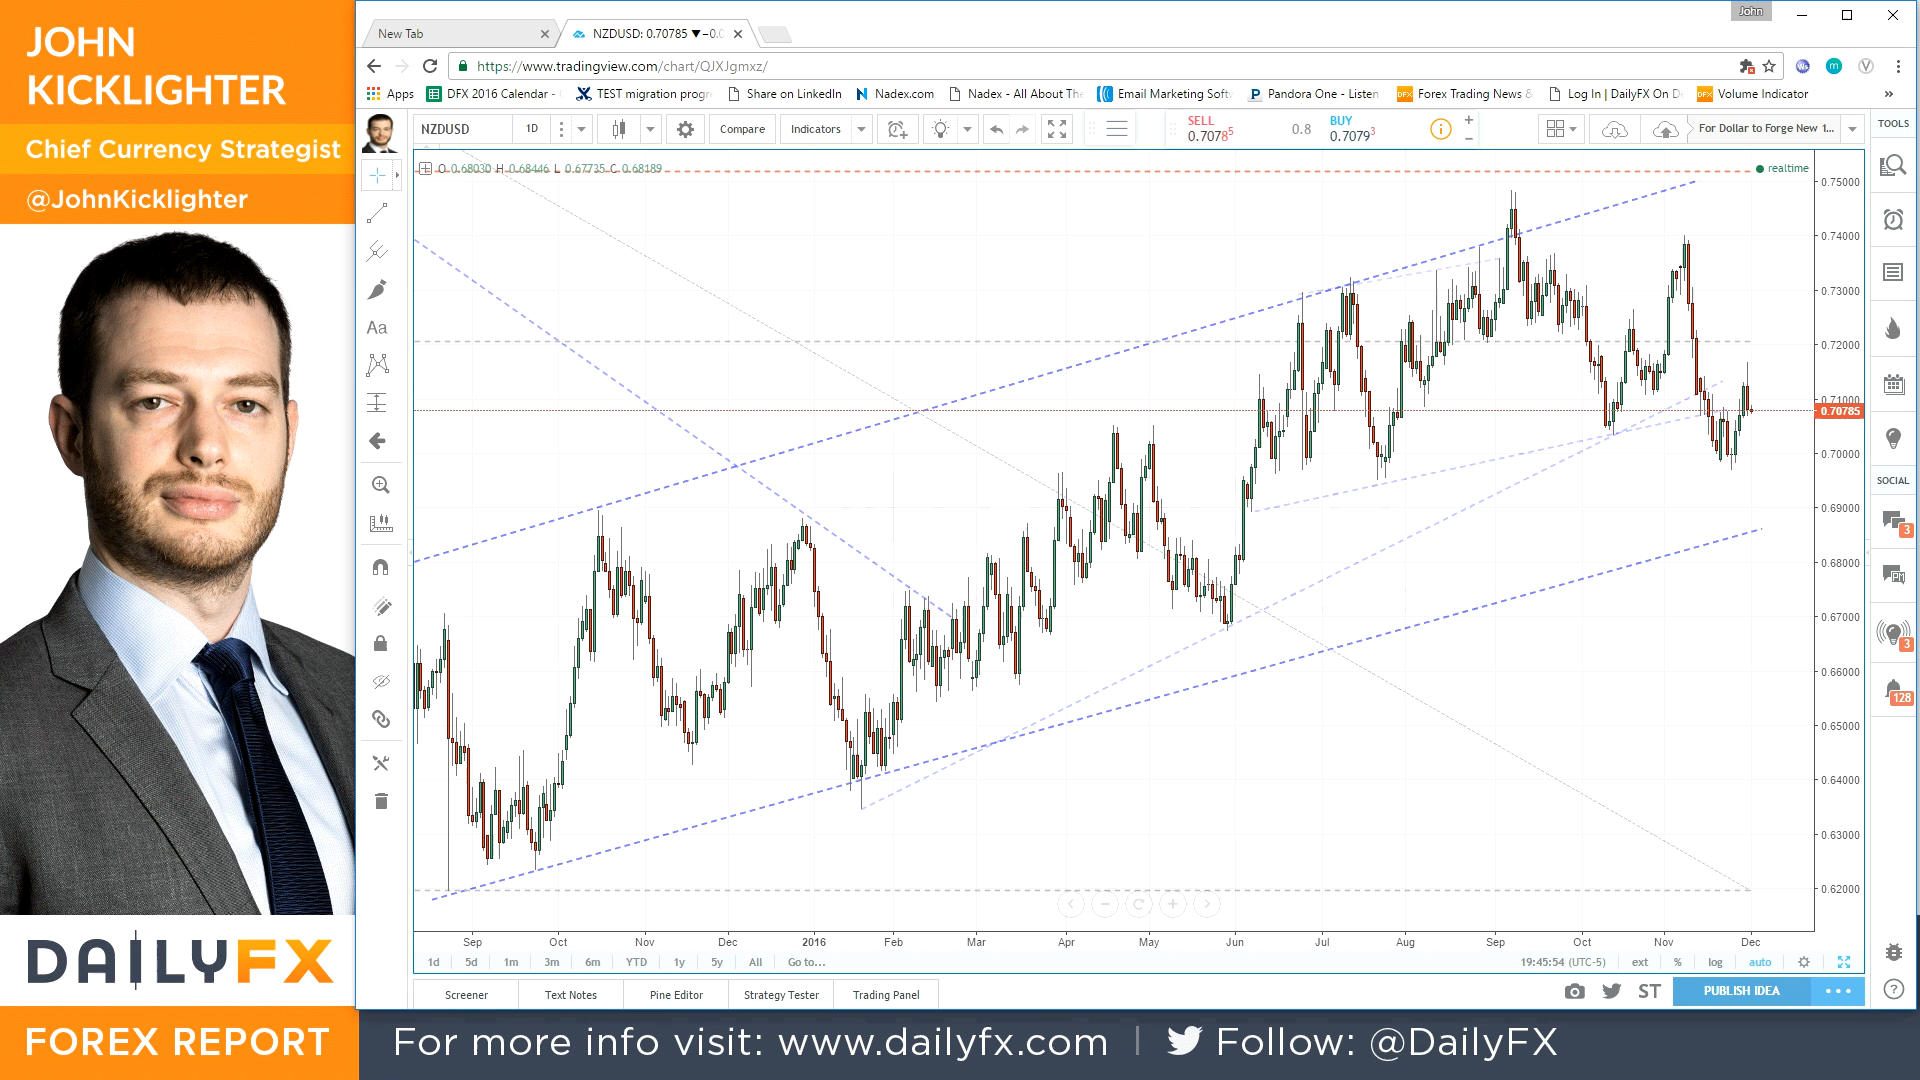 JOHN
KICKLIGHTER
Chief Currency Strategist
@JohnKicklighter
DAILYFX
FOREX REPORT
John
New Tab
NZDUSD: 0.70785 ▼ −0.0
https://www.tradingview.com/chart/QJXJgmxz/
Apps DFX 2016 Calendar - TEST migration progr Share on LinkedIn Nadex.com Nadex - All About The Email Marketing Soft Pandora One - Listen Forex Trading News & Log In | DailyFX On D Volume Indicator »
NZDUSD 1D Compare Indicators
SELL
0.70785
0.8
BUY
0.70793
For Dollar to Forge New 1...
TOOLS
O 0.68030 H 0.68446 L 0.67735 C 0.68189
realtime
0.75000
0.74000
0.73000
0.72000
0.71000
0.70785
0.70000
0.69000
0.68000
0.67000
0.66000
0.65000
0.64000
0.63000
0.62000
Aa
SOCIAL
3
3
128
Sep Oct Nov Dec 2016 Feb Mar Apr May Jun Jul Aug Sep Oct Nov Dec
1d 5d 1m 3m 6m YTD 1y 5y All Go to...
19:45:54 (UTC-5) ext % log auto
Screener Text Notes Pine Editor Strategy Tester Trading Panel
ST PUBLISH IDEA
For more info visit: www.dailyfx.com | Follow: @DailyFX